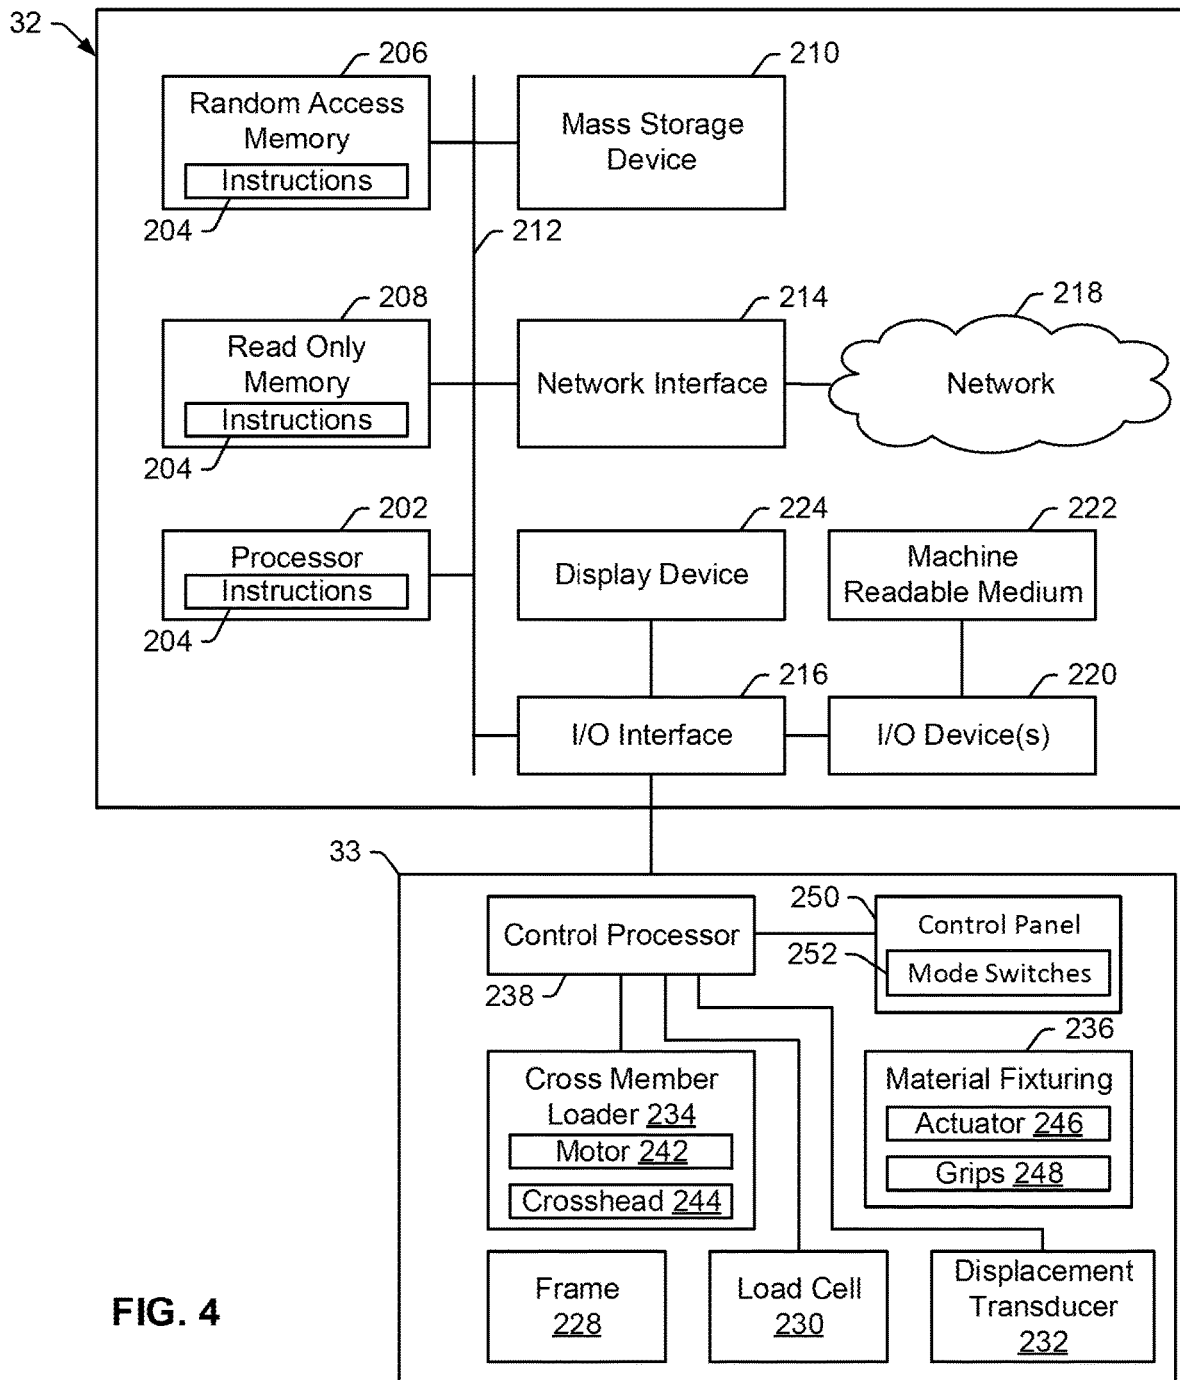 32
206
Random Access
Memory
Instructions
204
210
Mass Storage
Device
212
208
Read Only
Memory
Instructions
204
214
Network Interface
218
Network
202
Processor
Instructions
204
224
Display Device
222
Machine
Readable Medium
216
I/O Interface
220
I/O Device(s)
33
Control Processor
238
250
Control Panel
252
Mode Switches
Cross Member
Loader 234
Motor 242
Crosshead 244
236
Material Fixturing
Actuator 246
Grips 248
Frame
228
Load Cell
230
Displacement
Transducer
232
FIG. 4